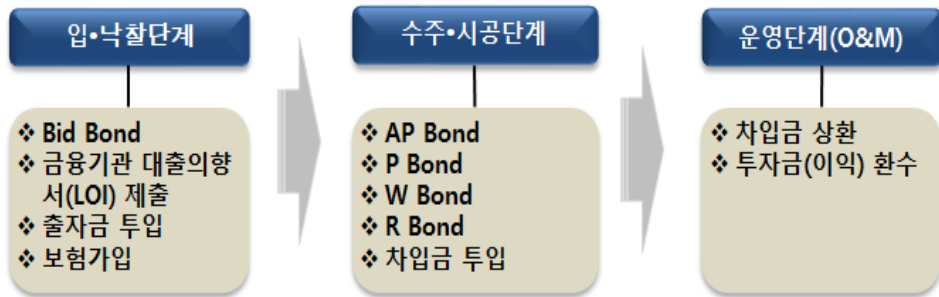 입•낙찰단계
❖ Bid Bond
❖ 금융기관 대출의향
서(LOI) 제출
❖ 출자금 투입
❖ 보험가입
수주•시공단계
❖ AP Bond
❖ P Bond
❖ W Bond
❖ R Bond
❖ 차입금 투입
운영단계(O&M)
❖ 차입금 상환
❖ 투자금(이익) 환수